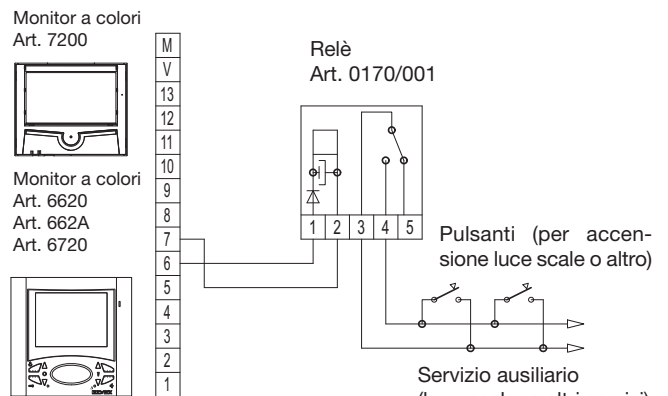 Monitor a colori
Art. 7200
Monitor a colori
Art. 6620
Art. 662A
Art. 6720
M
V
13
12
11
10
9
8
7
6
5
4
3
2
1
Relè
Art. 0170/001
1 2 3 4 5
Pulsanti (per accen-
sione luce scale o altro)
Servizio ausiliario